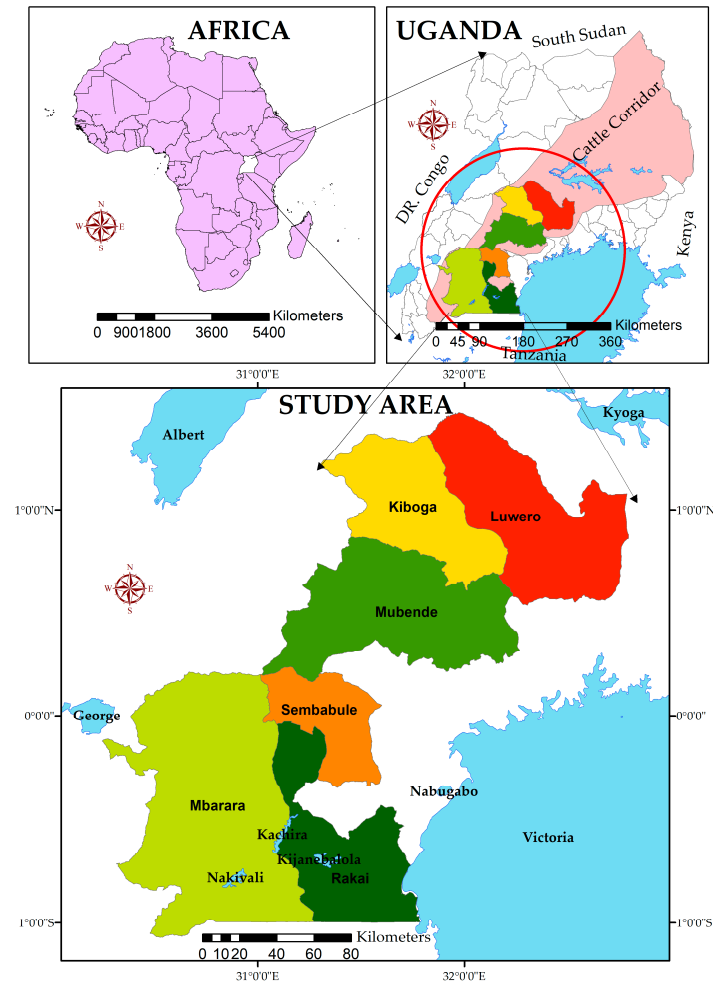 AFRICA
N
W E
S
Kilometers
0 9001800 3600 5400
UGANDA
South Sudan
N
W E
S
Cattle Corridor
DR. Congo
Kenya
Kilometers
0 45 90 180 270 360
Tanzania
31°0'0"E 32°0'0"E
STUDY AREA
Albert
Kyoga
Kiboga
Luwero
1°0'0"N 1°0'0"N
N
W E
S
Mubende
Sembabule
George
0°0'0" 0°0'0"
Nabugabo
Mbarara
Kachira
Victoria
Kijanebalola
Nakivali
Rakai
1°0'0"S 1°0'0"S
Kilometers
0 10 20 40 60 80
31°0'0"E 32°0'0"E